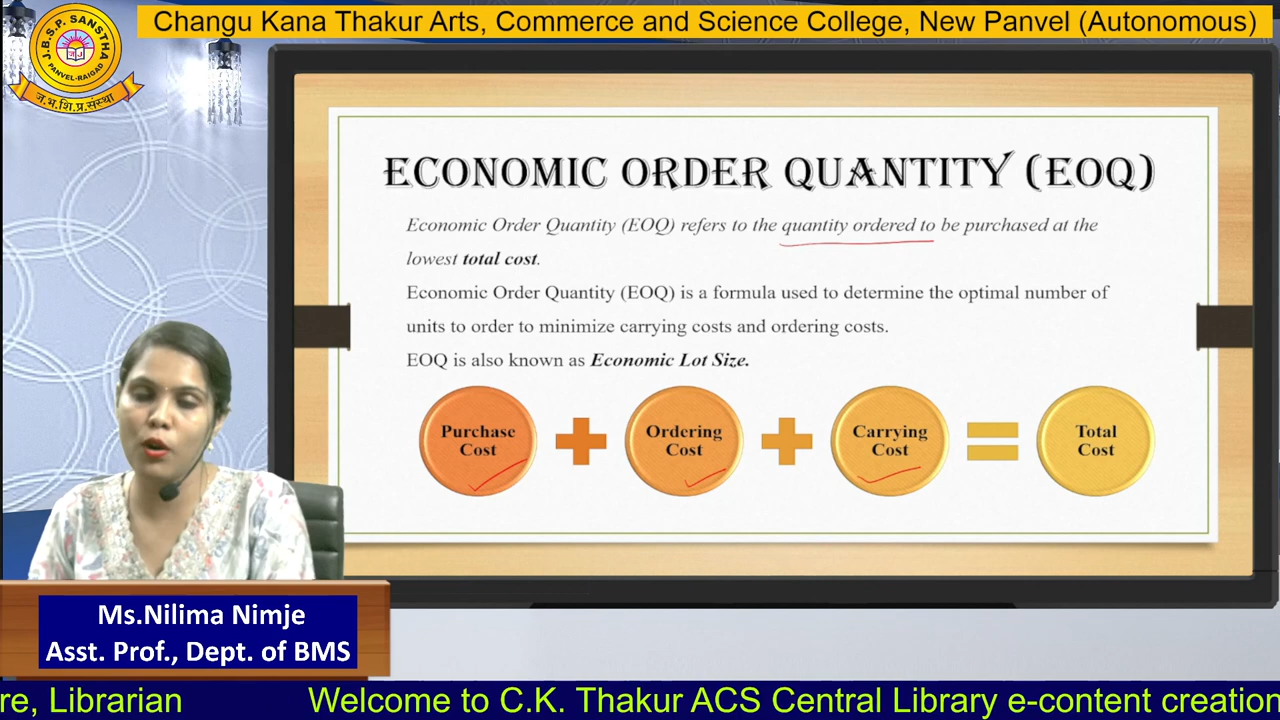 Changu Kana Thakur Arts, Commerce and Science College, New Panvel (Autonomous)
J.B.S.P. SANSTHA
PANVEL-RAIGAD
ज.भ.शि.प्र.संस्था
ECONOMIC ORDER QUANTITY (EOQ)
Economic Order Quantity (EOQ) refers to the quantity ordered to be purchased at the
lowest total cost.
Economic Order Quantity (EOQ) is a formula used to determine the optimal number of
units to order to minimize carrying costs and ordering costs.
EOQ is also known as Economic Lot Size.
Purchase
Cost
Ordering
Cost
Carrying
Cost
Total
Cost
Ms.Nilima Nimje
Asst. Prof., Dept. of BMS
re, Librarian Welcome to C.K. Thakur ACS Central Library e-content creation